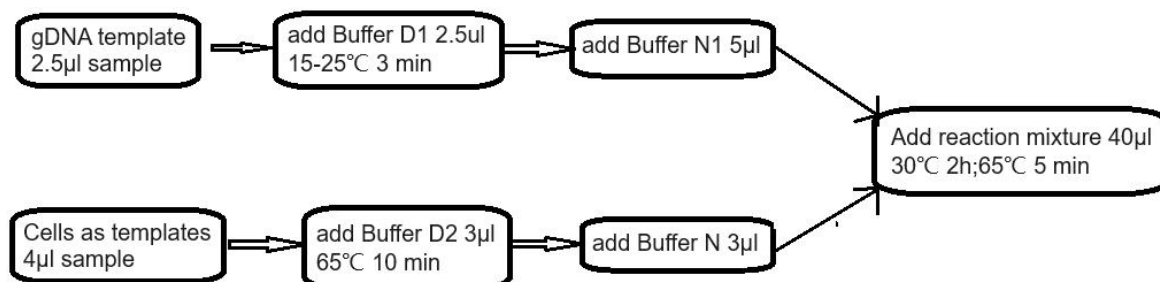 gDNA template
2.5μl sample
add Buffer D1 2.5ul
15-25℃ 3 min
add Buffer N1 5μl
Add reaction mixture 40μl
30℃ 2h;65℃ 5 min
Cells as templates
4μl sample
add Buffer D2 3μl
65℃ 10 min
add Buffer N 3μl